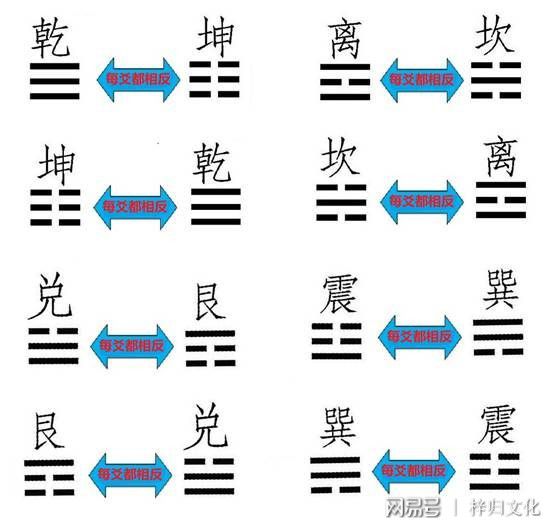 乾 每爻都相反 坤
离 每爻都相反 坎
坤 每爻都相反 乾
坎 每爻都相反 离
兑 每爻都相反 艮
震 每爻都相反 巽
艮 每爻都相反 兑
巽 每爻都相反 震
网易号 | 梓归文化